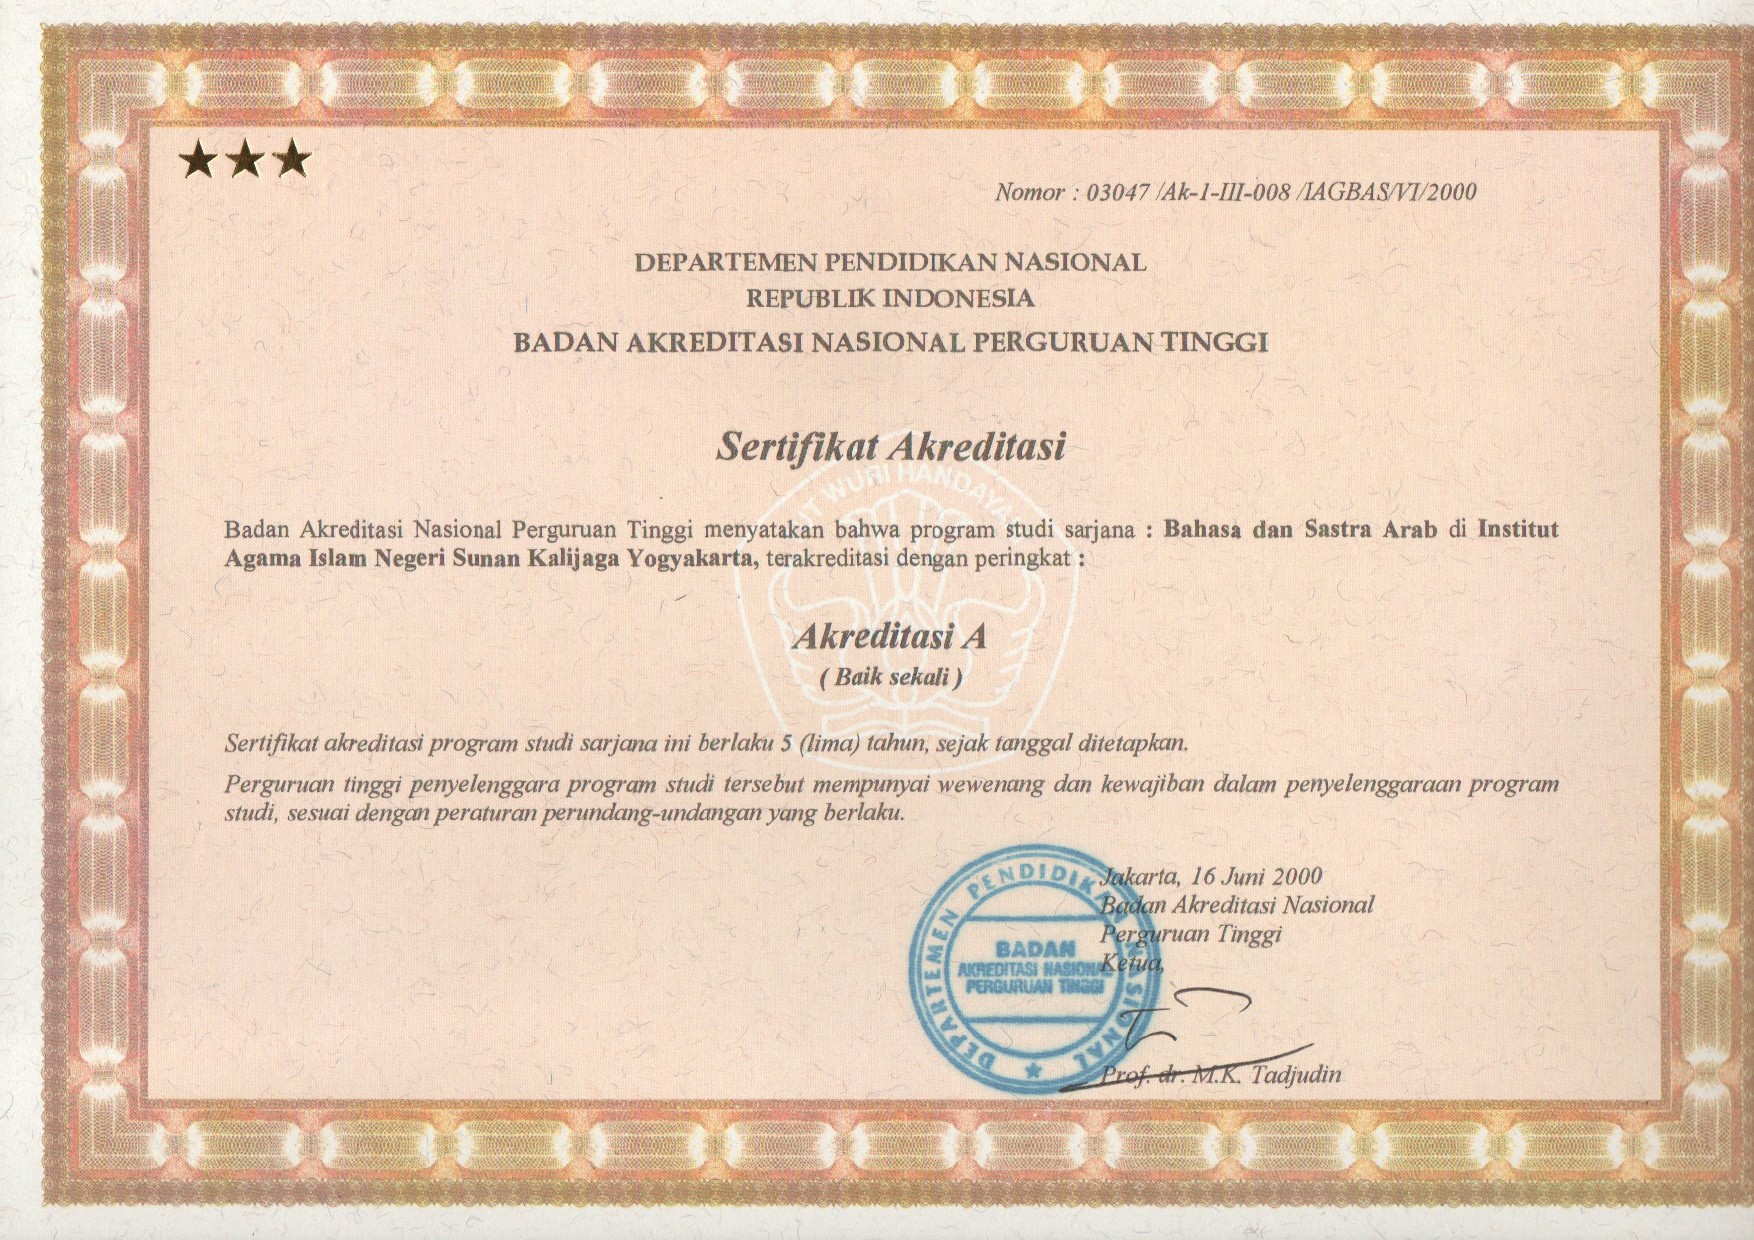 Nomor : 03047 /Ak-1-III-008 /IAGBAS/VI/2000
DEPARTEMEN PENDIDIKAN NASIONAL
REPUBLIK INDONESIA
BADAN AKREDITASI NASIONAL PERGURUAN TINGGI
Sertifikat Akreditasi
WURI HANDAYA
Badan Akreditasi Nasional Perguruan Tinggi menyatakan bahwa program studi sarjana : Bahasa dan Sastra Arab di Institut
Agama Islam Negeri Sunan Kalijaga Yogyakarta, terakreditasi dengan peringkat :
Akreditasi A
( Baik sekali )
Sertifikat akreditasi program studi sarjana ini berlaku 5 (lima) tahun, sejak tanggal ditetapkan.
Perguruan tinggi penyelenggara program studi tersebut mempunyai wewenang dan kewajiban dalam penyelenggaraan program
studi, sesuai dengan peraturan perundang-undangan yang berlaku.
Jakarta, 16 Juni 2000
Badan Akreditasi Nasional
Perguruan Tinggi
Ketua,
Prof. dr. M.K. Tadjudin
DEPARTEMEN PENDIDIKAN NASIONAL
BADAN
AKREDITASI NASIONAL
PERGURUAN TINGGI